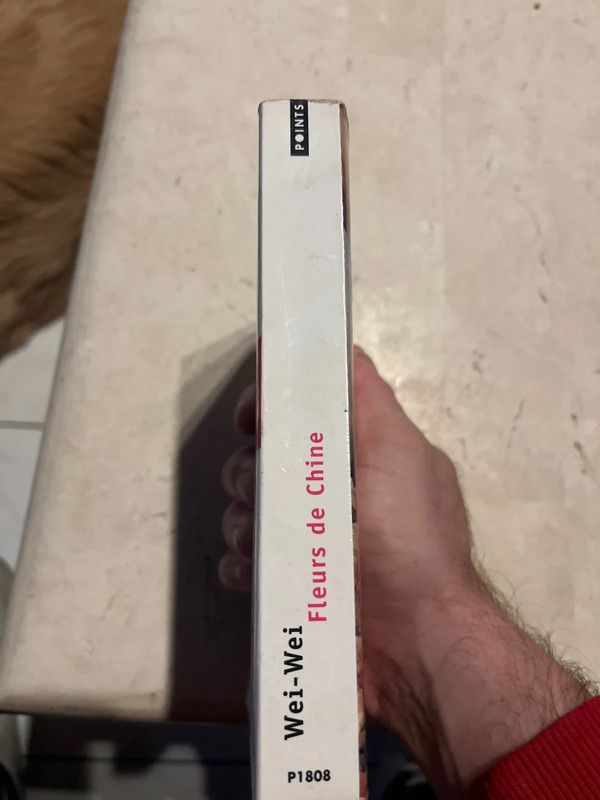 POINTS
Fleurs de Chine
Wei-Wei
P1808